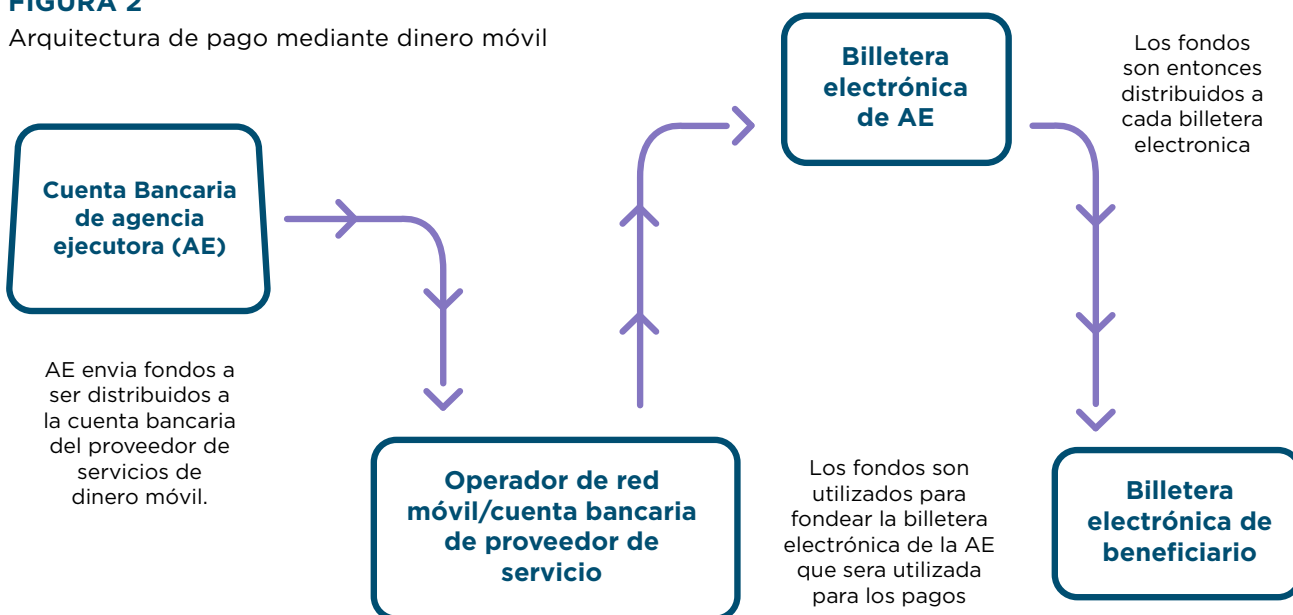 FIGURA 2
Arquitectura de pago mediante dinero móvil
Cuenta Bancaria
de agencia
ejecutora (AE)
AE envia fondos a
ser distribuidos a
la cuenta bancaria
del proveedor de
servicios de
dinero móvil.
Operador de red
móvil/cuenta bancaria
de proveedor de
servicio
Billetera
electrónica
de AE
Los fondos son
utilizados para
fondear la billetera
electrónica de la AE
que sera utilizada
para los pagos
Los fondos
son entonces
distribuidos a
cada billetera
electronica
Billetera
electrónica de
beneficiario